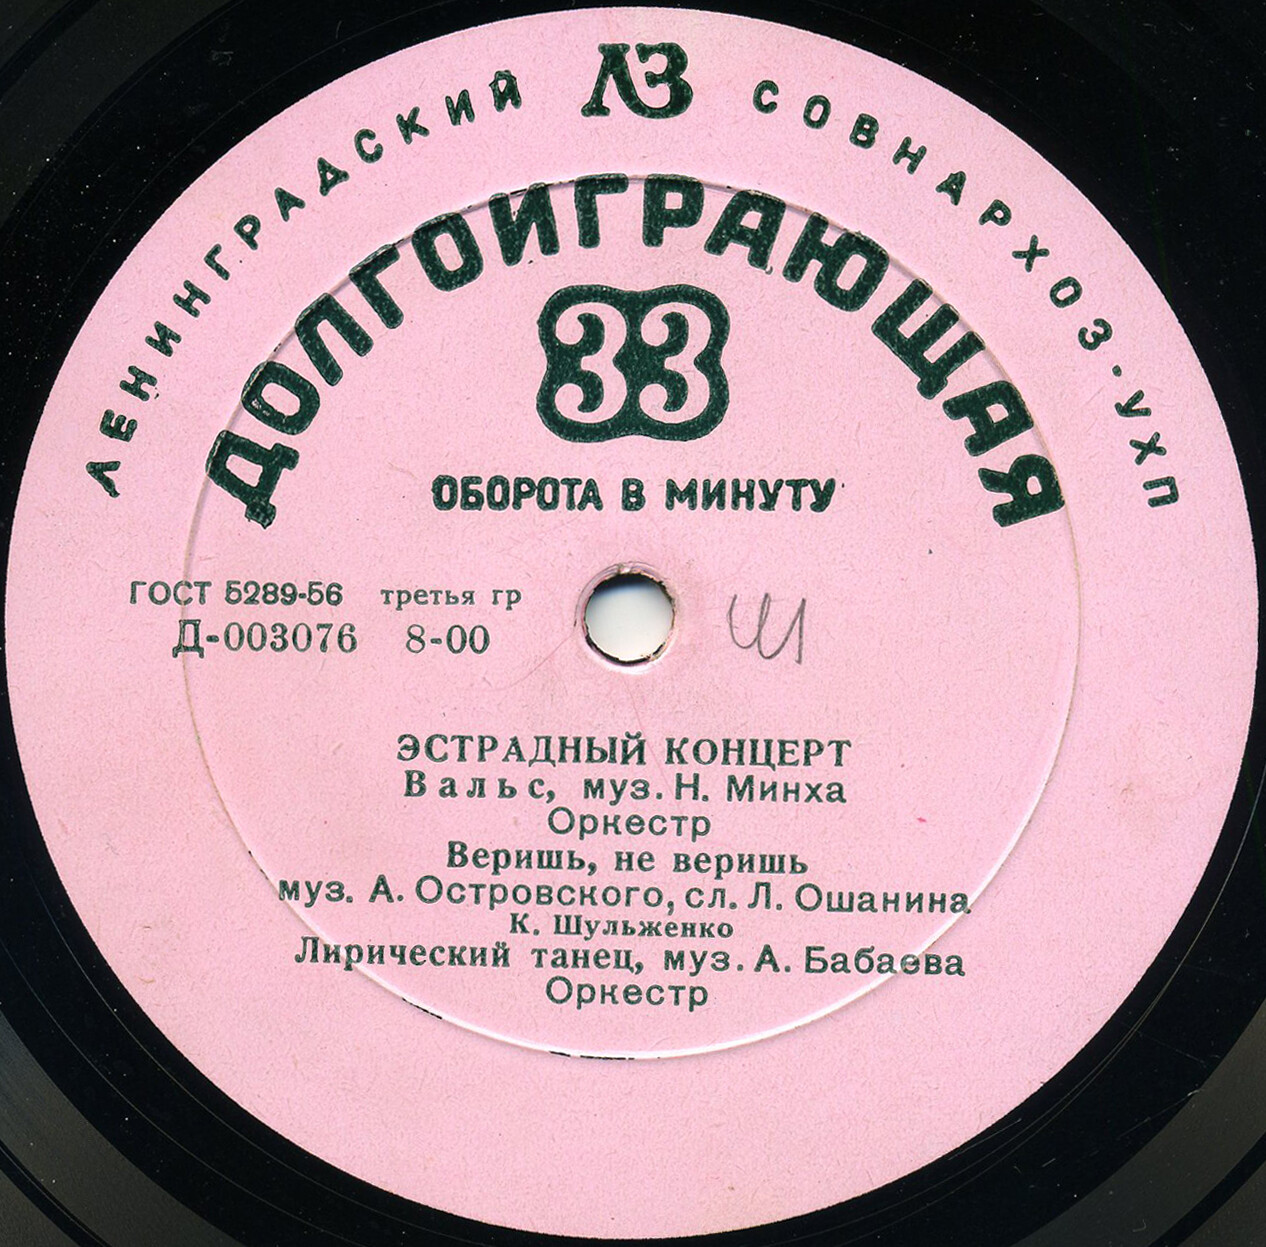 ЛЕНИНГРАДСКИЙ ЛЗ СОВНАРХОЗ·УХП
ДОЛГОИГРАЮЩАЯ
33
ОБОРОТА В МИНУТУ
ГОСТ 5289-56 третья гр
Д-003076 8-00
Ш
ЭСТРАДНЫЙ КОНЦЕРТ
Вальс, муз. Н. Минха
Оркестр
Веришь, не веришь
муз. А. Островского, сл. Л. Ошанина
К. Шульженко
Лирический танец, муз. А. Бабаева
Оркестр